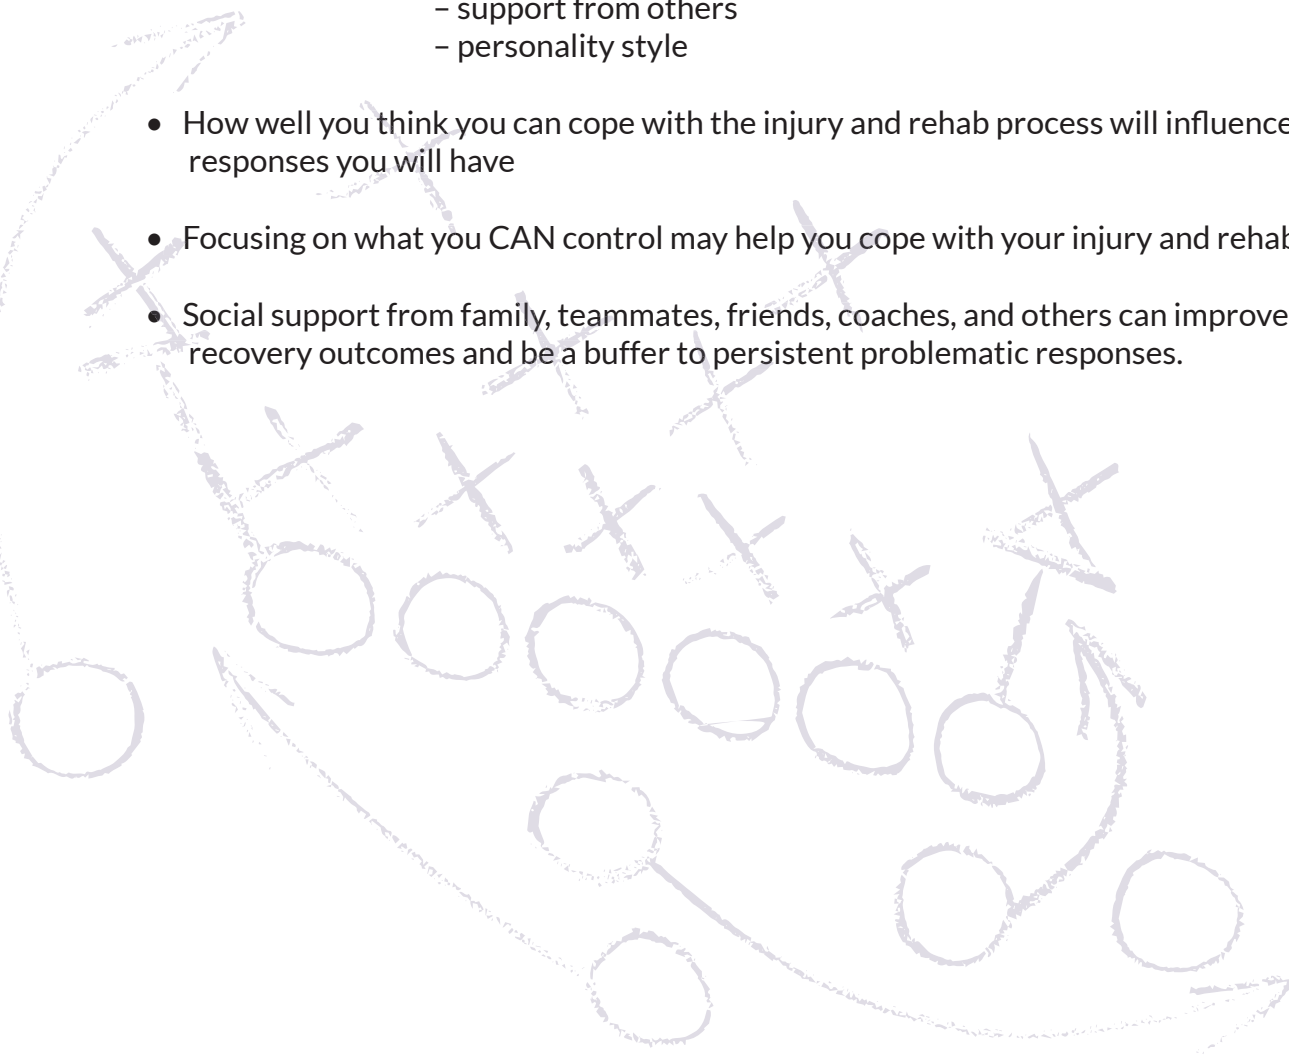 – support from others
– personality style
• How well you think you can cope with the injury and rehab process will influence
responses you will have
• Focusing on what you CAN control may help you cope with your injury and rehab
• Social support from family, teammates, friends, coaches, and others can improve
recovery outcomes and be a buffer to persistent problematic responses.